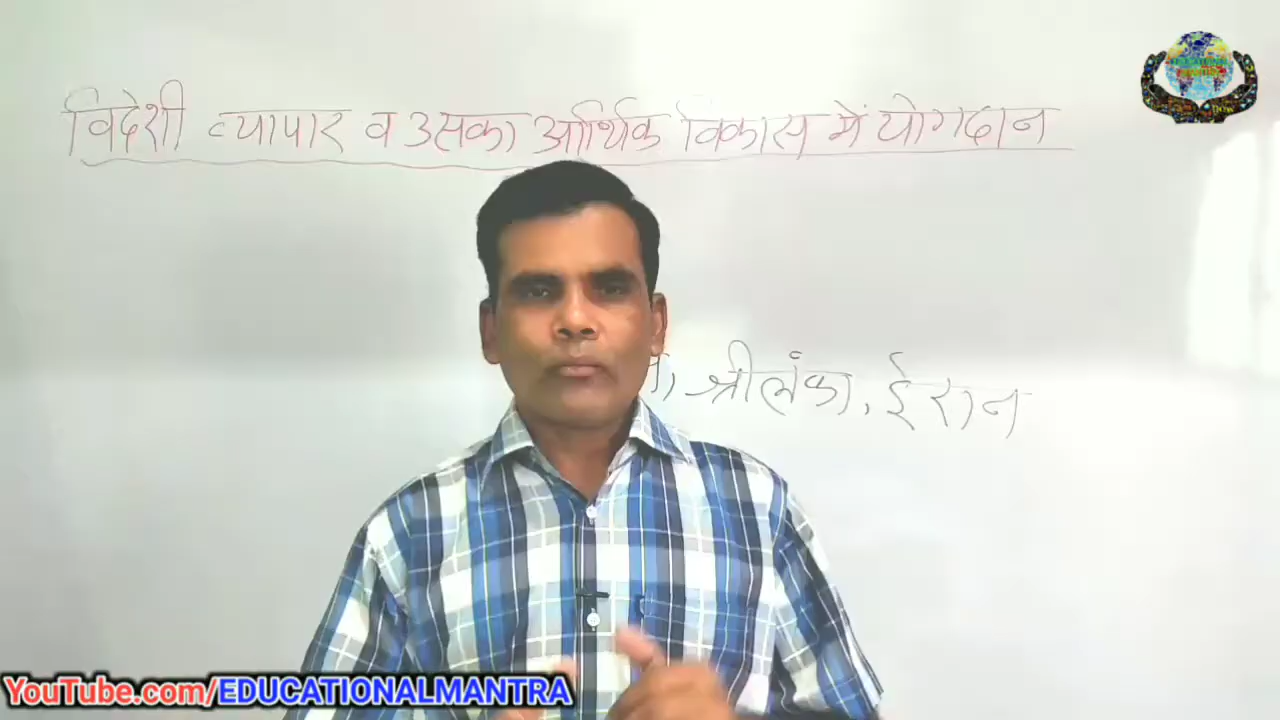 विदेशी व्यापार व उसका आर्थिक विकास में योगदान
श्रीलंका, ईरान
YouTube.com/EDUCATIONALMANTRA